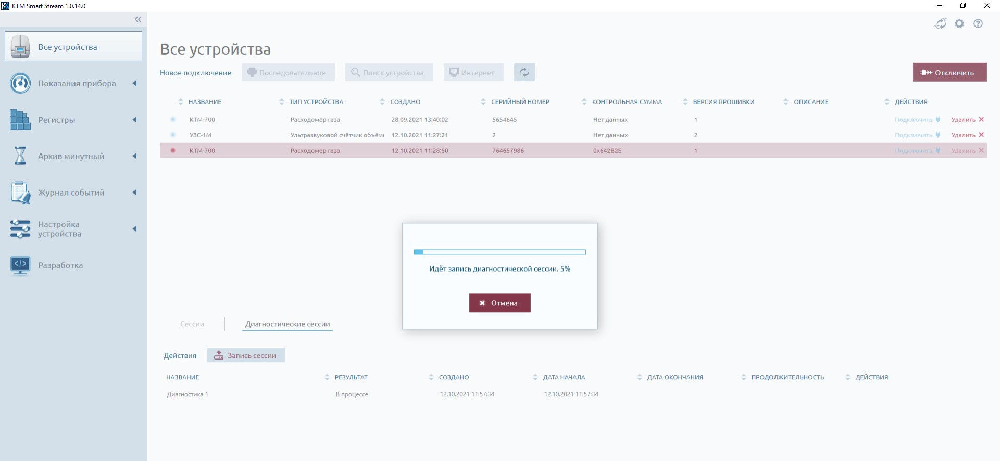 KTM Smart Stream 1.0.14.0
Все устройства
Показания прибора
Регистры
Архив минутный
Журнал событий
Настройка
устройства
Разработка
°C °F
Все устройства
Новое подключение Последовательное Поиск устройства Интернет Отключить
НАЗВАНИЕ ТИП УСТРОЙСТВА СОЗДАНО СЕРИЙНЫЙ НОМЕР КОНТРОЛЬНАЯ СУММА ВЕРСИЯ ПРОШИВКИ ОПИСАНИЕ ДЕЙСТВИЯ
КТМ-700 Расходомер газа 28.09.2021 13:40:02 5654645 Нет данных 1 Подключить Удалить
УЗС-1М Ультразвуковой счётчик объём 12.10.2021 11:27:21 2 Нет данных 2 Подключить Удалить
КТМ-700 Расходомер газа 12.10.2021 11:28:50 764657986 0x642B2E 1 Подключить Удалить
Идёт запись диагностической сессии. 5%
Отмена
Сессии Диагностические сессии
Действия Запись сессии
НАЗВАНИЕ РЕЗУЛЬТАТ СОЗДАНО ДАТА НАЧАЛА ДАТА ОКОНЧАНИЯ ПРОДОЛЖИТЕЛЬНОСТЬ ДЕЙСТВИЯ
Диагностика 1 В процессе 12.10.2021 11:57:34 12.10.2021 11:57:34